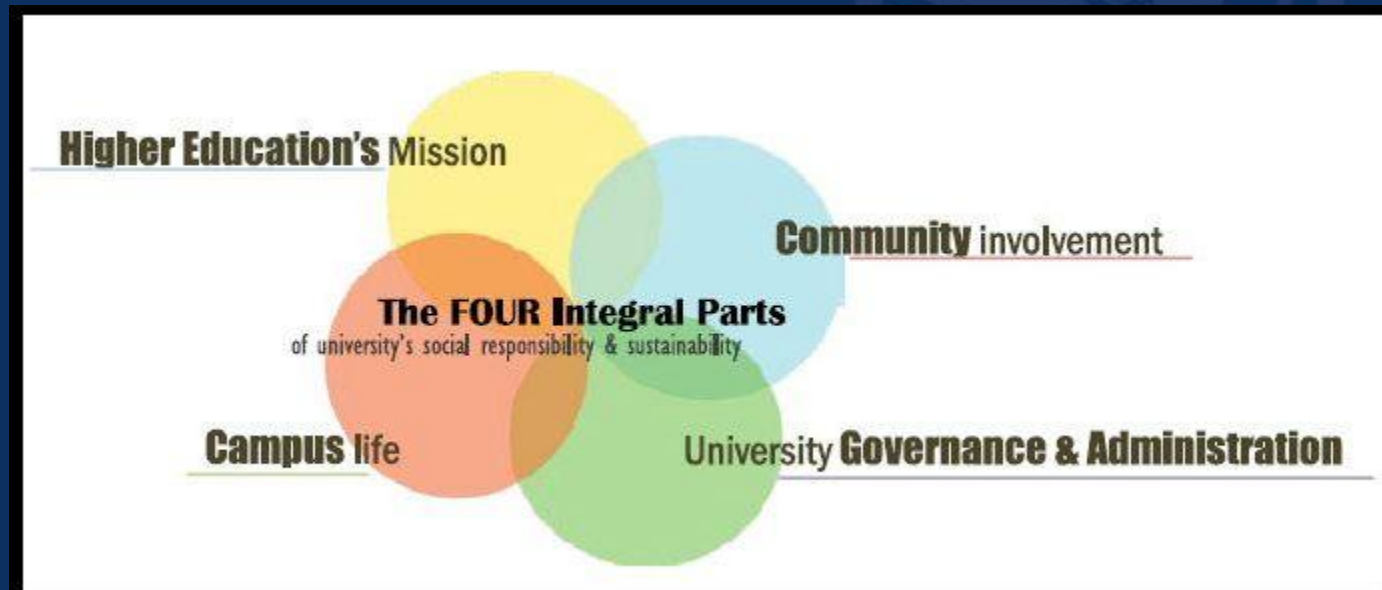 Higher Education's Mission
Community involvement
The FOUR Integral Parts
of university's social responsibility & sustainability
Campus life
University Governance & Administration